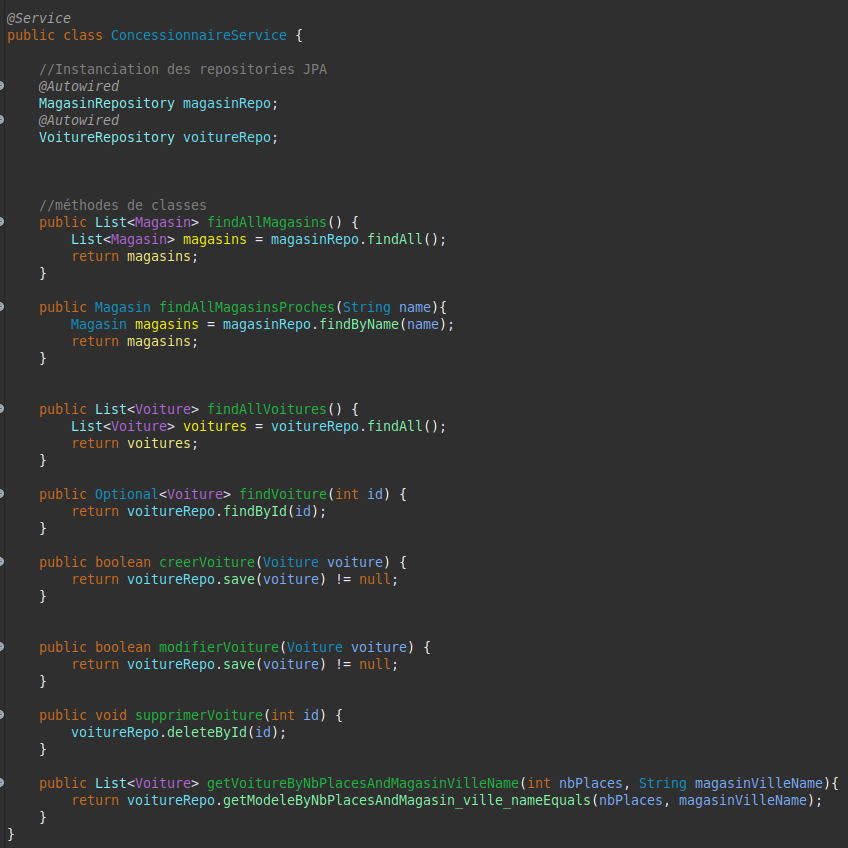 @Service
public class ConcessionnaireService {
//Instanciation des repositories JPA
@Autowired
MagasinRepository magasinRepo;
@Autowired
VoitureRepository voitureRepo;
//méthodes de classes
public List<Magasin> findAllMagasins() {
List<Magasin> magasins = magasinRepo.findAll();
return magasins;
}
public Magasin findAllMagasinsProches(String name){
Magasin magasins = magasinRepo.findByName(name);
return magasins;
}
public List<Voiture> findAllVoitures() {
List<Voiture> voitures = voitureRepo.findAll();
return voitures;
}
public Optional<Voiture> findVoiture(int id) {
return voitureRepo.findById(id);
}
public boolean creerVoiture(Voiture voiture) {
return voitureRepo.save(voiture) != null;
}
public boolean modifierVoiture(Voiture voiture) {
return voitureRepo.save(voiture) != null;
}
public void supprimerVoiture(int id) {
voitureRepo.deleteById(id);
}
public List<Voiture> getVoitureByNbPlacesAndMagasinVilleName(int nbPlaces, String magasinVilleName){
return voitureRepo.getModeleByNbPlacesAndMagasin_ville_nameEquals(nbPlaces, magasinVilleName);
}
}